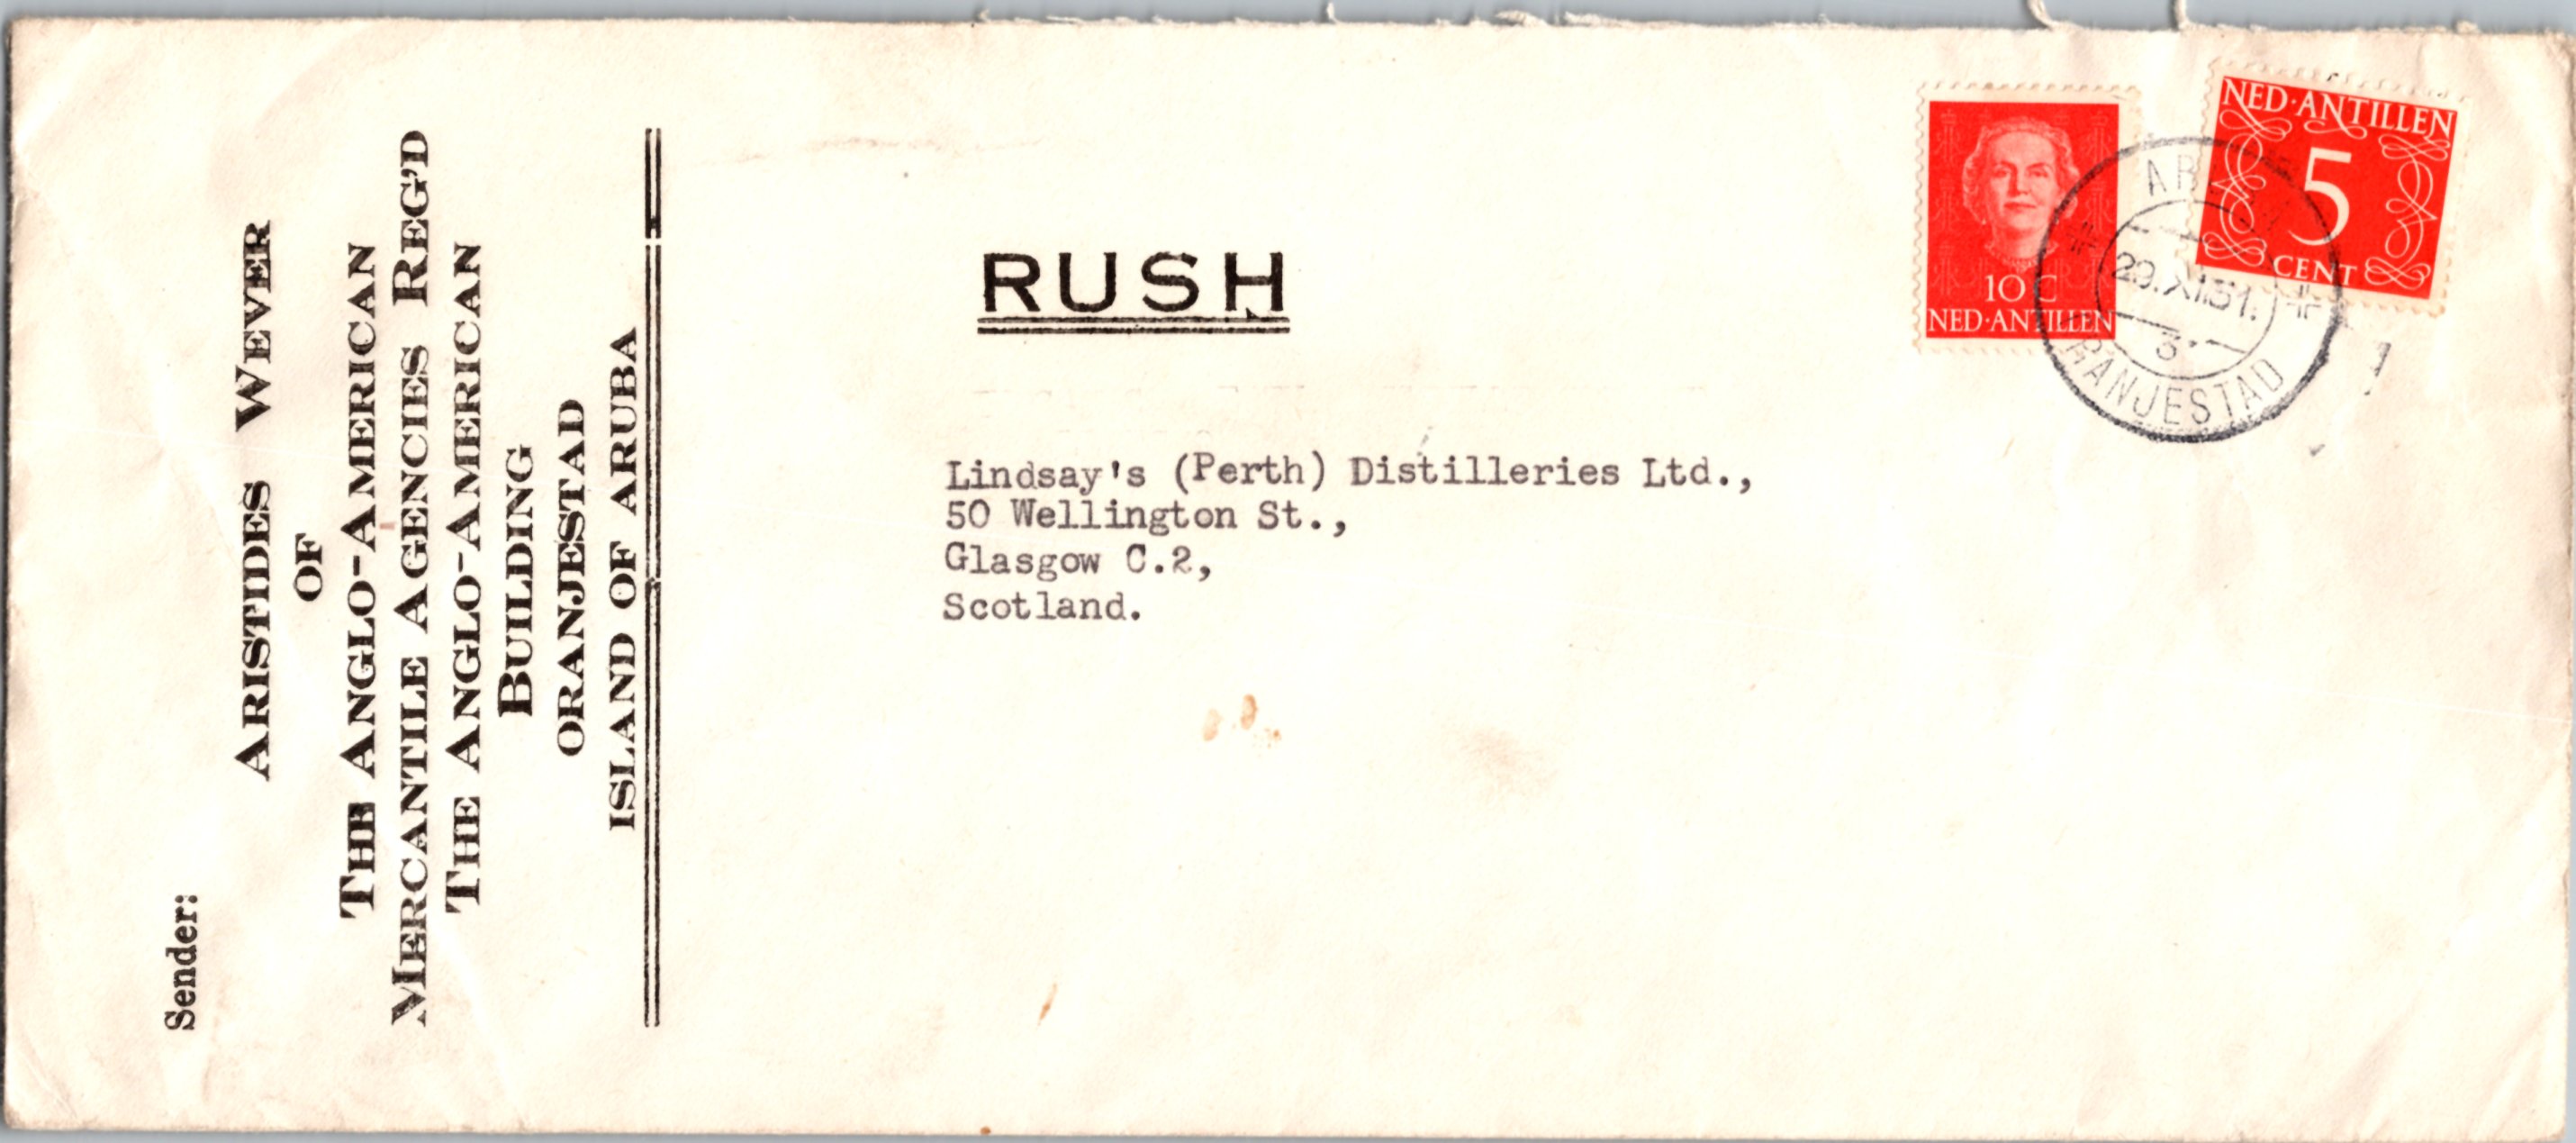 Sender:
ARISTIDES WEVER
OF
THE ANGLO-AMERICAN
MERCANTILE AGENCIES REG'D
THE ANGLO-AMERICAN
BUILDING
ORANJESTAD
ISLAND OF ARUBA
RUSH
Lindsay's (Perth) Distilleries Ltd.,
50 Wellington St.,
Glasgow C.2,
Scotland.
10 C
NED·ANTILLEN
NED·ANTILLEN
5
CENT
29.XI.51.
3
RANJESTAD